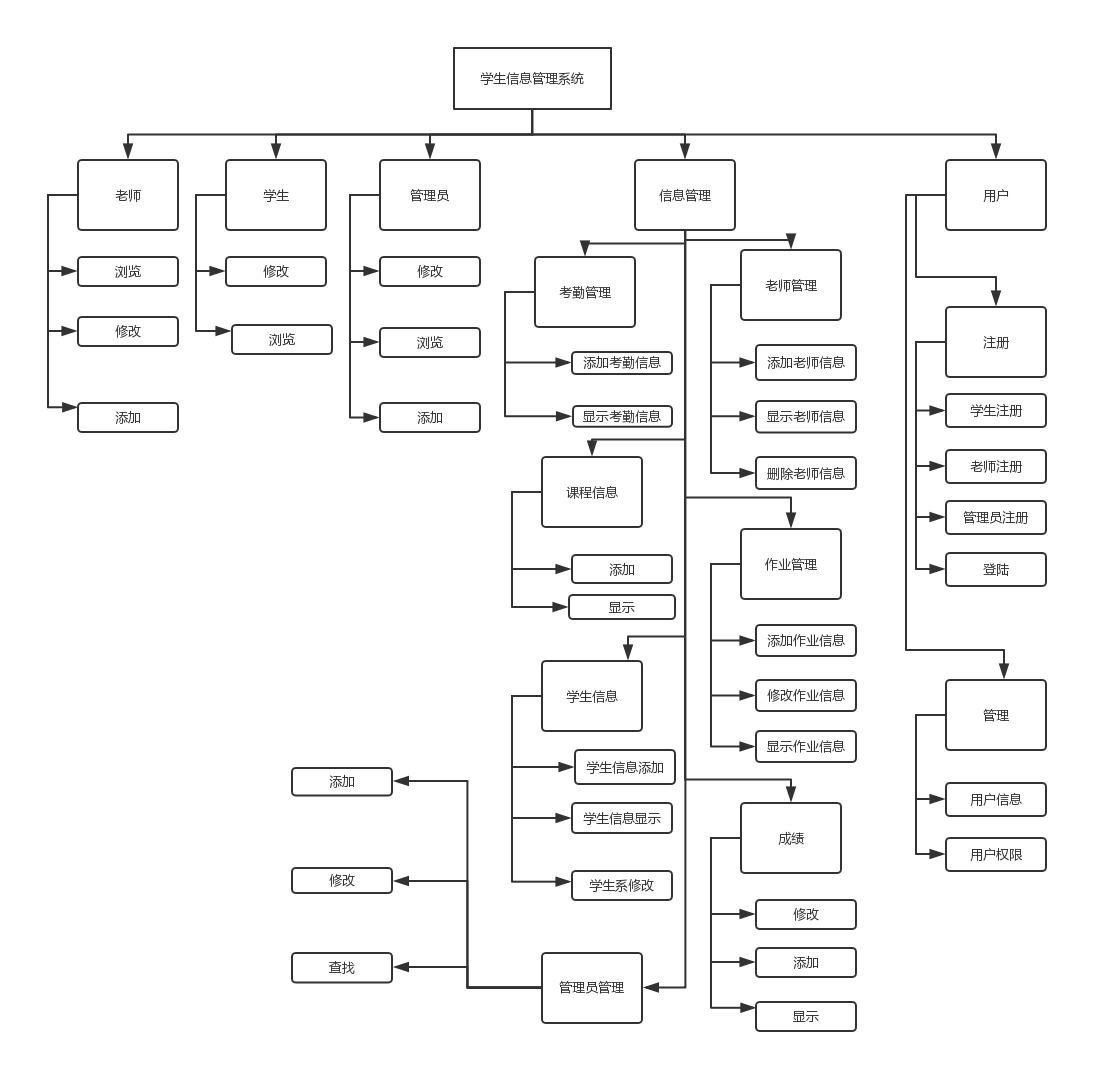 学生信息管理系统
老师
学生
管理员
信息管理
用户
浏览
修改
添加
修改
浏览
修改
浏览
添加
考勤管理
添加考勤信息
显示考勤信息
老师管理
添加老师信息
显示老师信息
删除老师信息
课程信息
添加
显示
作业管理
添加作业信息
修改作业信息
显示作业信息
学生信息
学生信息添加
学生信息显示
学生系修改
成绩
修改
添加
显示
管理员管理
添加
修改
查找
注册
学生注册
老师注册
管理员注册
登陆
管理
用户信息
用户权限